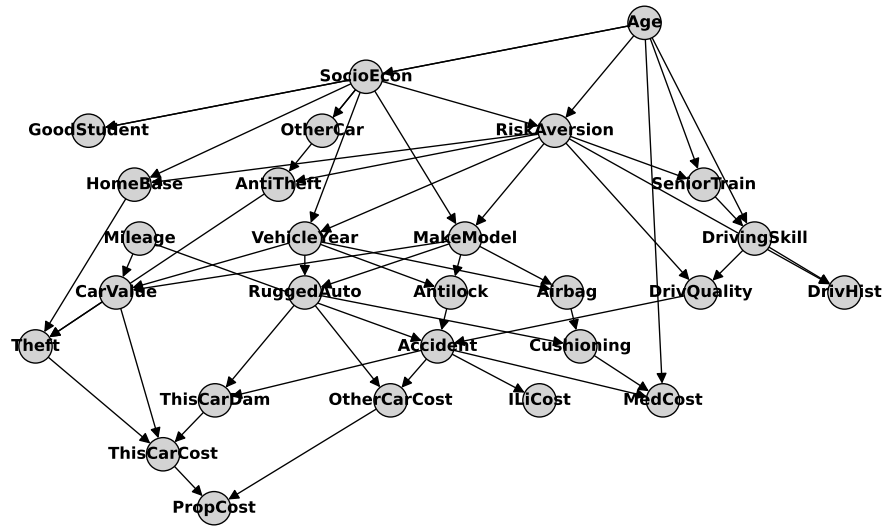 Age
SocioEcon
GoodStudent
OtherCar
RiskAversion
HomeBase
AntiTheft
SeniorTrain
Mileage
VehicleYear
MakeModel
DrivingSkill
CarValue
RuggedAuto
Antilock
Airbag
DrivQuality
DrivHist
Theft
Accident
Cushioning
ThisCarDam
OtherCarCost
ILiCost
MedCost
ThisCarCost
PropCost